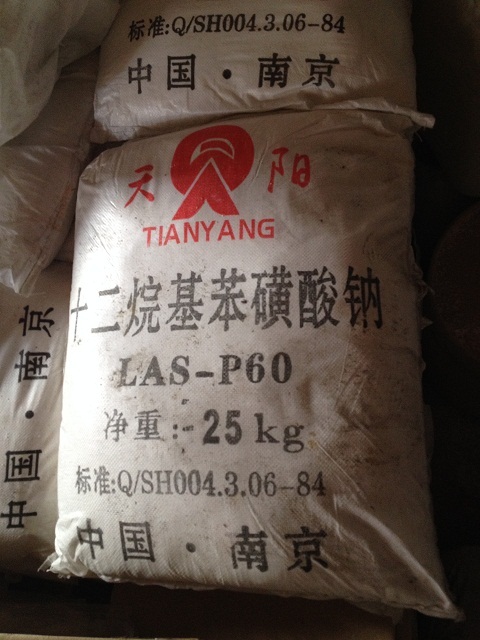 标准:Q/SH004.3.06-84
中国·南京
天阳
TIANYANG
十二烷基苯磺酸钠
LAS-P60
净重:25kg
标准:Q/SH004.3.06-84
中国·南京
中国·南京